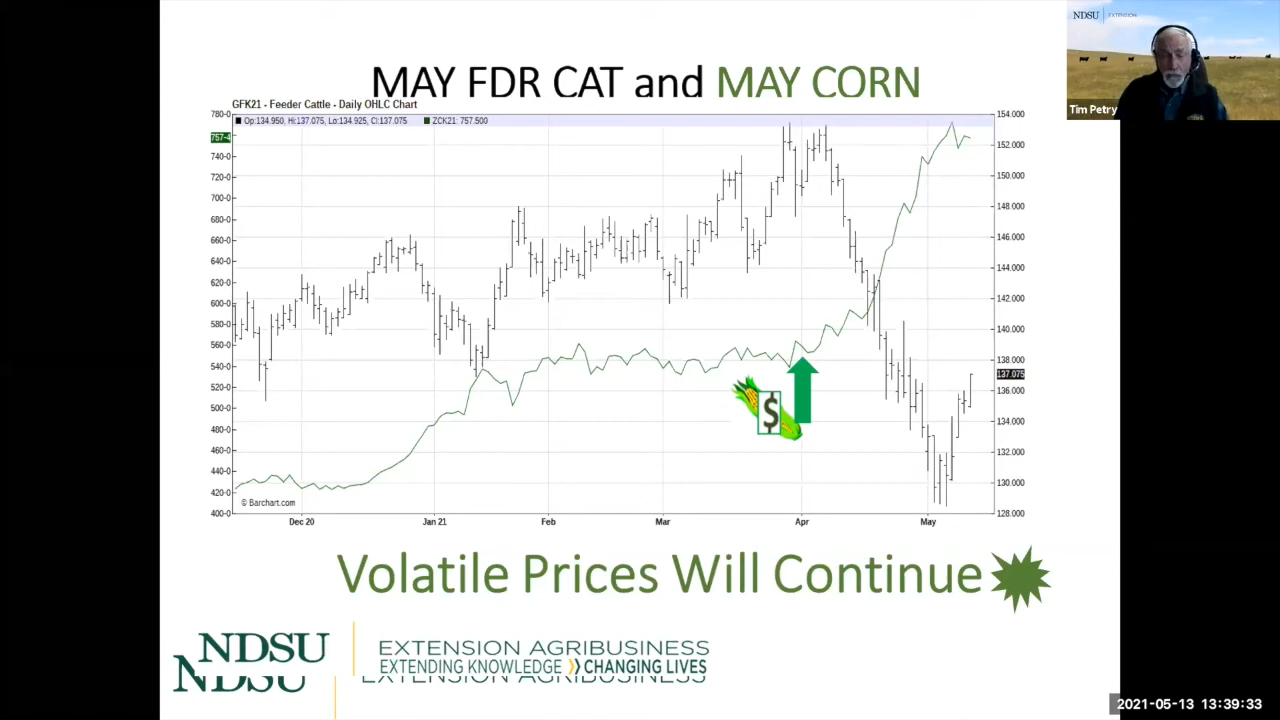 MAY FDR CAT and MAY CORN
GFK21 - Feeder Cattle - Daily OHLC Chart
Op:134.950, Hi:137.075, Lo:134.925, Cl:137.075 ZCK21: 757.500
780-0
757-4
740-0
720-0
700-0
680-0
660-0
640-0
620-0
600-0
580-0
560-0
540-0
520-0
500-0
480-0
460-0
440-0
420-0
400-0
154.000
152.000
150.000
148.000
146.000
144.000
142.000
140.000
138.000
137.075
136.000
134.000
132.000
130.000
128.000
$
© Barchart.com
Dec 20 Jan 21 Feb Mar Apr May
Volatile Prices Will Continue
NDSU
NDSU
EXTENSION AGRIBUSINESS
EXTENDING KNOWLEDGE CHANGING LIVES
EXTENSION AGRIBUSINESS
NDSU EXTENSION
Tim Petry
2021-05-13 13:39:33